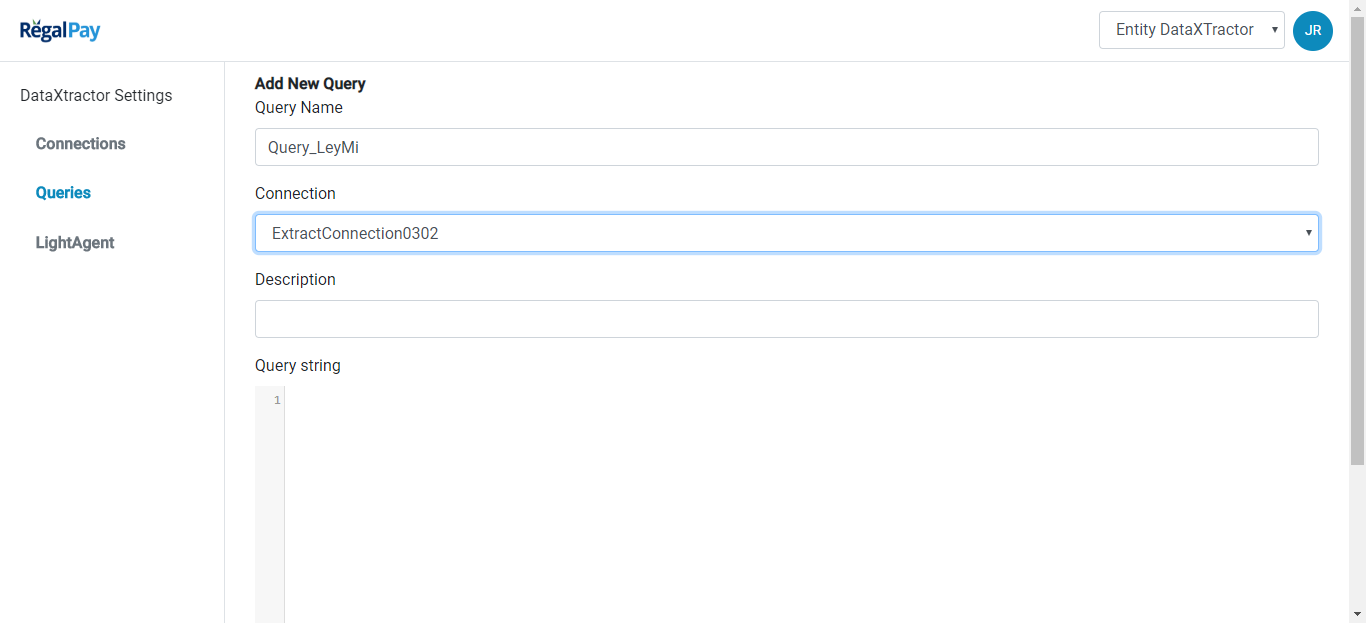 RegalPay
Entity DataXTractor
JR
DataXtractor Settings
Connections
Queries
LightAgent
Add New Query
Query Name
Query_LeyMi
Connection
ExtractConnection0302
Description
Query string
1